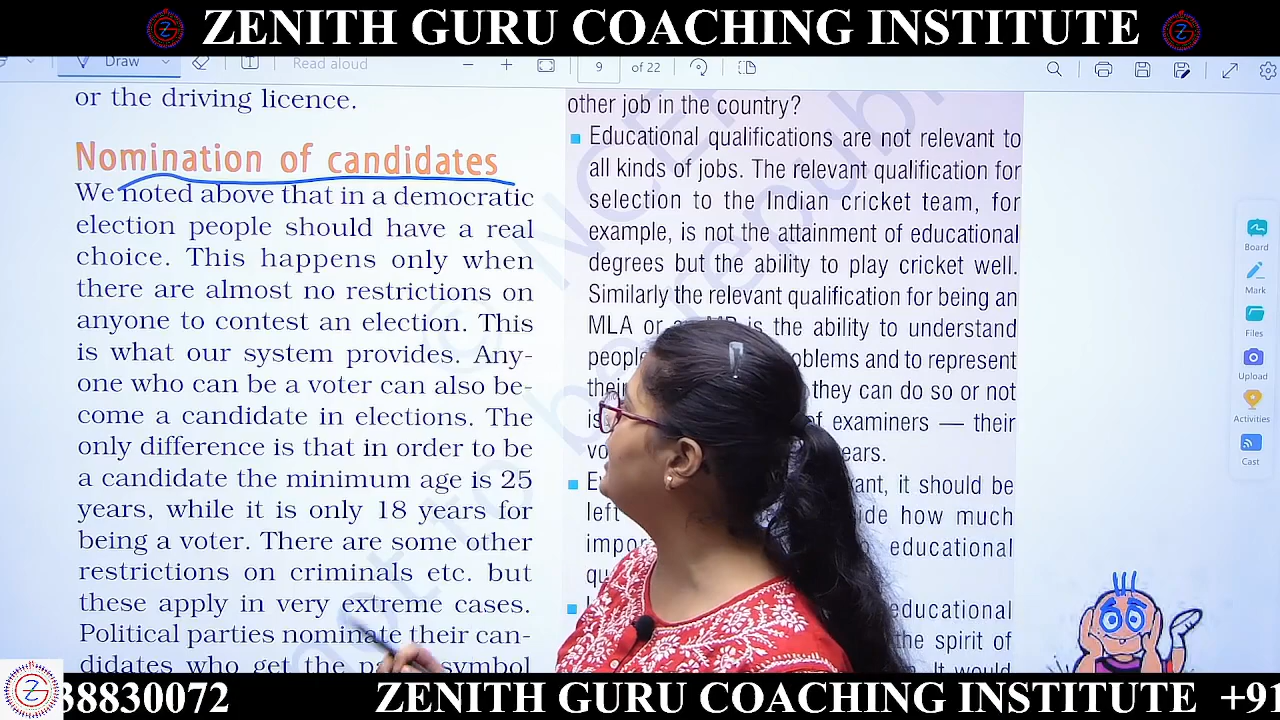 ZENITH GURU COACHING INSTITUTE
Draw
Read aloud
9
of 22
or the driving licence.
Nomination of candidates
We noted above that in a democratic
election people should have a real
choice. This happens only when
there are almost no restrictions on
anyone to contest an election. This
is what our system provides. Any-
one who can be a voter can also be-
come a candidate in elections. The
only difference is that in order to be
a candidate the minimum age is 25
years, while it is only 18 years for
being a voter. There are some other
restrictions on criminals etc. but
these apply in very extreme cases.
Political parties nominate their can-
didates who get the symbol
other job in the country?
Educational qualifications are not relevant to
all kinds of jobs. The relevant qualification for
selection to the Indian cricket team, for
example, is not the attainment of educational
degrees but the ability to play cricket well.
Similarly the relevant qualification for being an
MLA or is the ability to understand
and to represent
they can do so or not
examiners — their
it should be
left how much
educational
educational
the spirit of
Board
Mark
Files
Upload
Activities
Cast
38830072 ZENITH GURU COACHING INSTITUTE +91